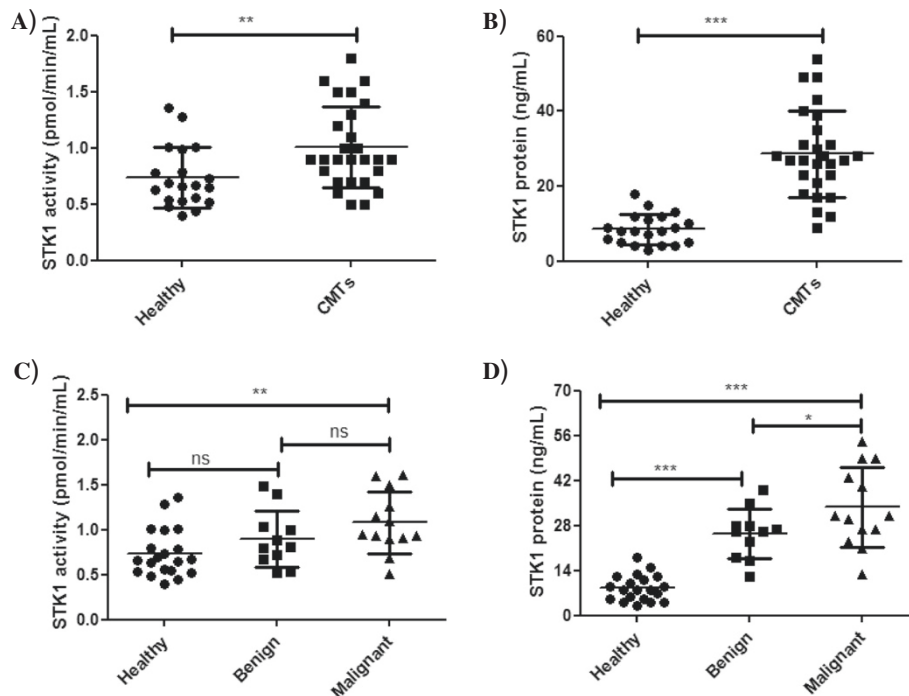 A)
**
STK1 activity (pmol/min/mL)
2.0
1.5
1.0
0.5
0.0
Healthy
CMTs
B)
***
STK1 protein (ng/mL)
60
40
20
0
Healthy
CMTs
C)
**
ns
ns
STK1 activity (pmol/min/mL)
2.5
2.0
1.5
1.0
0.5
0.0
Healthy
Benign
Malignant
D)
***
*
***
STK1 protein (ng/mL)
70
56
42
28
14
0
Healthy
Benign
Malignant